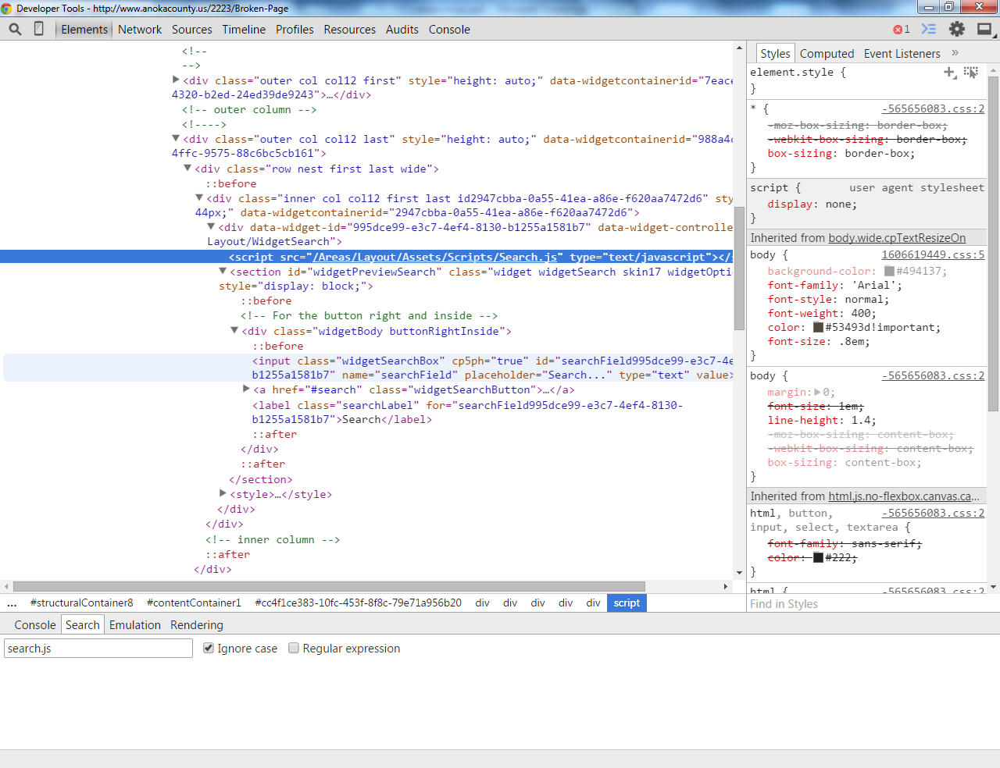 Developer Tools - http://www.anokacounty.us/2223/Broken-Page
Elements Network Sources Timeline Profiles Resources Audits Console 1
<!--
-->
<div class="outer col col12 first" style="height: auto;" data-widgetcontainerid="7eace
4320-b2ed-24ed39de9243">…</div>
<!-- outer column -->
<!---->
<div class="outer col col12 last" style="height: auto;" data-widgetcontainerid="988a4c
4ffc-9575-88c6bc5cb161">
<div class="row nest first last wide">
::before
<div class="inner col col12 first last id2947cbba-0a55-41ea-a86e-f620aa7472d6" sty
44px;" data-widgetcontainerid="2947cbba-0a55-41ea-a86e-f620aa7472d6">
<div data-widget-id="995dce99-e3c7-4ef4-8130-b1255a1581b7" data-widget-controlle
Layout/WidgetSearch">
<script src="/Areas/Layout/Assets/Scripts/Search.js" type="text/javascript"></s
<section id="widgetPreviewSearch" class="widget widgetSearch skin17 widgetOptio
style="display: block;">
::before
<!-- For the button right and inside -->
<div class="widgetBody buttonRightInside">
::before
<input class="widgetSearchBox" cp5ph="true" id="searchField995dce99-e3c7-4e
b1255a1581b7" name="searchField" placeholder="Search..." type="text" value>
<a href="#search" class="widgetSearchButton">…</a>
<label class="searchLabel" for="searchField995dce99-e3c7-4ef4-8130-
b1255a1581b7">Search</label>
::after
</div>
::after
</section>
<style>…</style>
</div>
</div>
<!-- inner column -->
::after
</div>
... #structuralContainer8 #contentContainer1 #cc4f1ce383-10fc-453f-8f8c-79e71a956b20 div div div div div script
Styles Computed Event Listeners »
element.style {
}
* { -565656083.css:2
-moz-box-sizing: border-box;
-webkit-box-sizing: border-box;
box-sizing: border-box;
}
script { user agent stylesheet
display: none;
}
Inherited from body.wide.cpTextResizeOn
body { 1606619449.css:5
background-color: #494137;
font-family: 'Arial';
font-style: normal;
font-weight: 400;
color: #53493d!important;
font-size: .8em;
}
body { -565656083.css:2
margin: 0;
font-size: 1em;
line-height: 1.4;
-moz-box-sizing: content-box;
-webkit-box-sizing: content-box;
box-sizing: content-box;
}
Inherited from html.js.no-flexbox.canvas.ca...
html, button, -565656083.css:2
input, select, textarea {
font-family: sans-serif;
color: #222;
}
html { -565656083.css:2
Find in Styles
Console Search Emulation Rendering
search.js Ignore case Regular expression